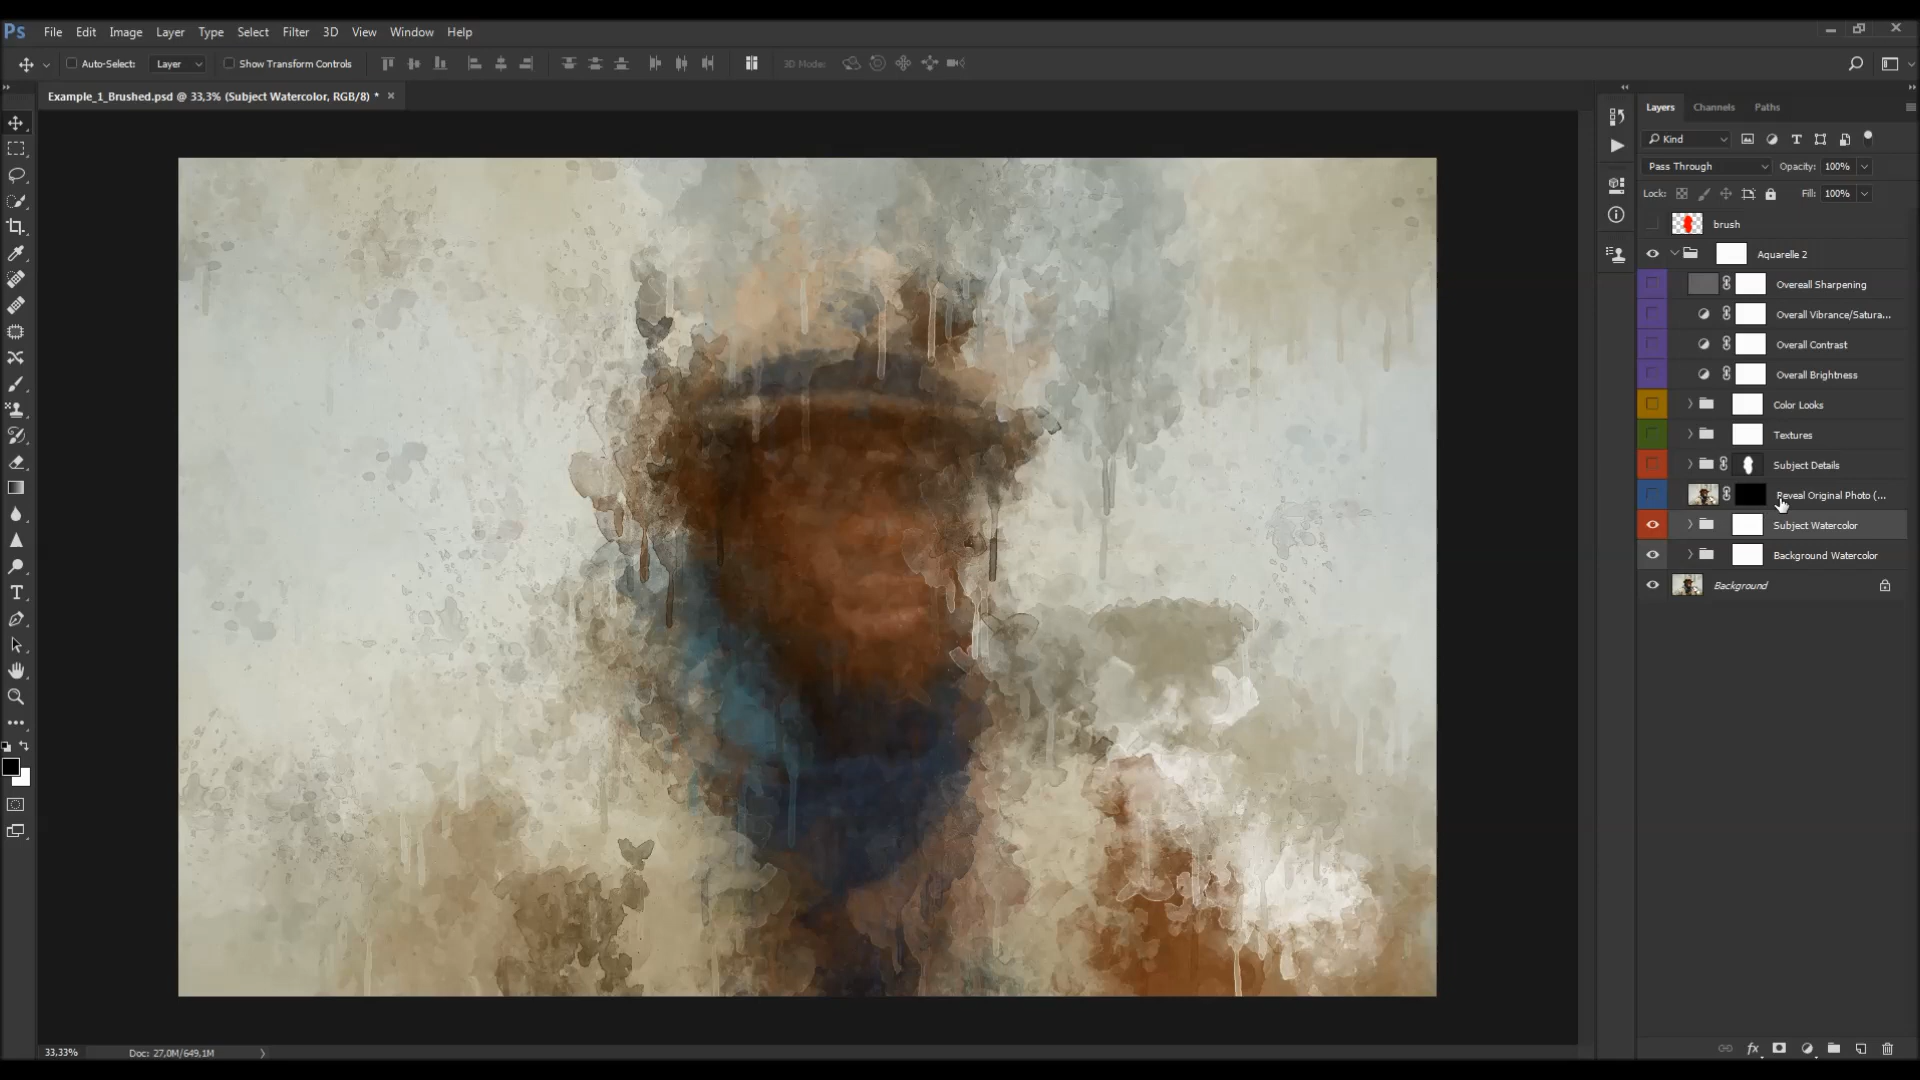 Ps File Edit Image Layer Type Select Filter 3D View Window Help
Auto-Select: Layer Show Transform Controls 3D Mode:
Example_1_Brushed.psd @ 33,3% (Subject Watercolor, RGB/8) *
Layers Channels Paths
Kind
Pass Through Opacity: 100%
Lock: Fill: 100%
brush
Aquarelle 2
Overeall Sharpening
Overall Vibrance/Satura...
Overall Contrast
Overall Brightness
Color Looks
Textures
Subject Details
Reveal Original Photo (...
Subject Watercolor
Background Watercolor
Background
33,33% Doc: 27,0M/649,1M
fx